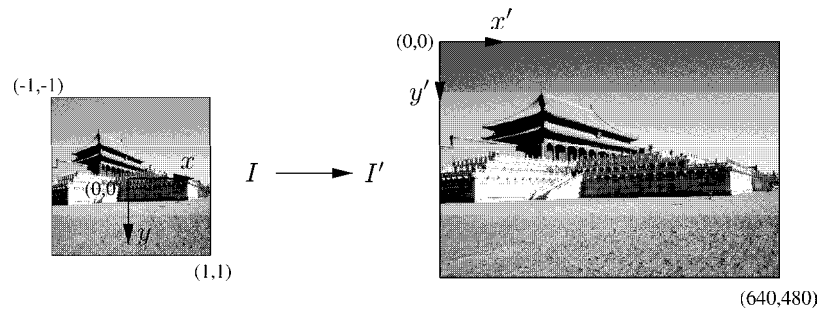 (-1,-1)
(0,0)
x
y
(1,1)
I → I′
(0,0)
x′
y′
(640,480)